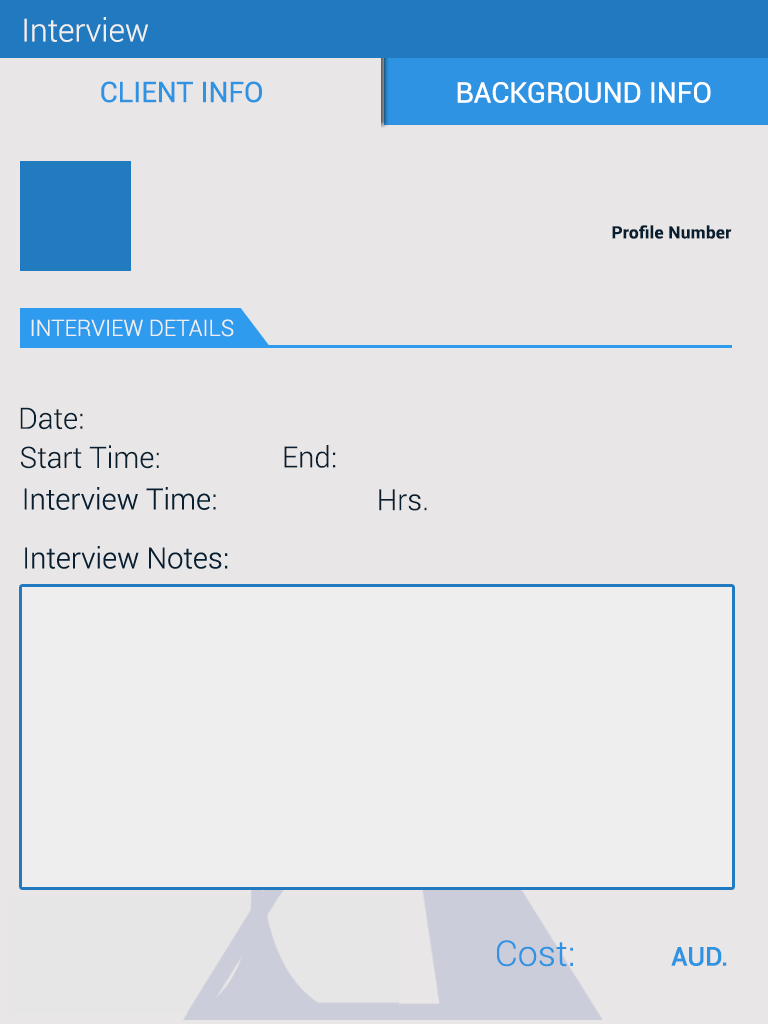 Interview
CLIENT INFO
BACKGROUND INFO
Profile Number
INTERVIEW DETAILS
Date:
Start Time: End:
Interview Time: Hrs.
Interview Notes:
Cost: AUD.